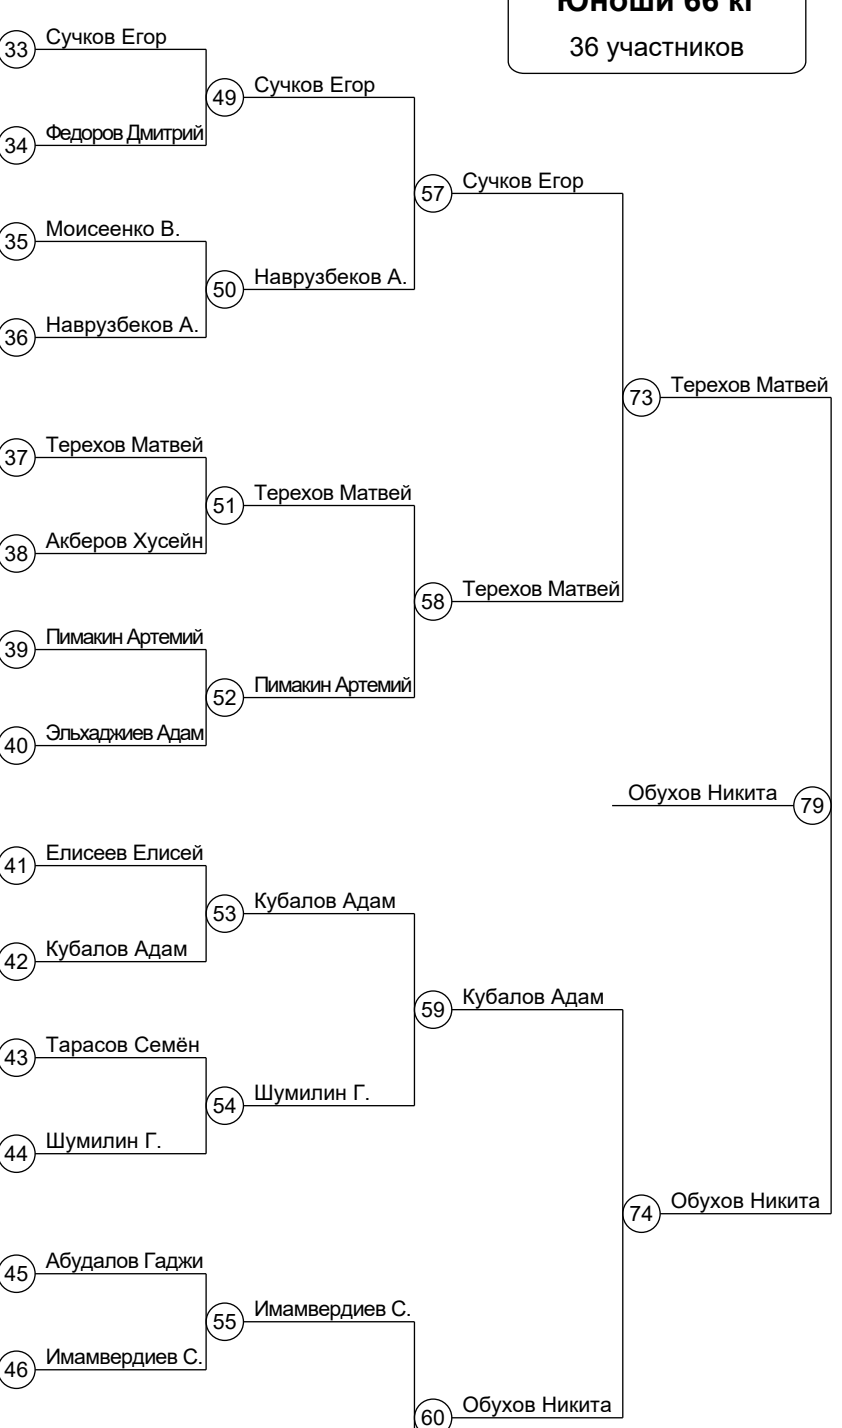 Юноши 66 кг
36 участников
33 Сучков Егор
49 Сучков Егор
34 Федоров Дмитрий
57 Сучков Егор
35 Моисеенко В.
50 Наврузбеков А.
36 Наврузбеков А.
73 Терехов Матвей
37 Терехов Матвей
51 Терехов Матвей
38 Акберов Хусейн
58 Терехов Матвей
39 Пимакин Артемий
52 Пимакин Артемий
40 Эльхаджиев Адам
Обухов Никита 79
41 Елисеев Елисей
53 Кубалов Адам
42 Кубалов Адам
59 Кубалов Адам
43 Тарасов Семён
54 Шумилин Г.
44 Шумилин Г.
74 Обухов Никита
45 Абудалов Гаджи
55 Имамвердиев С.
46 Имамвердиев С.
60 Обухов Никита